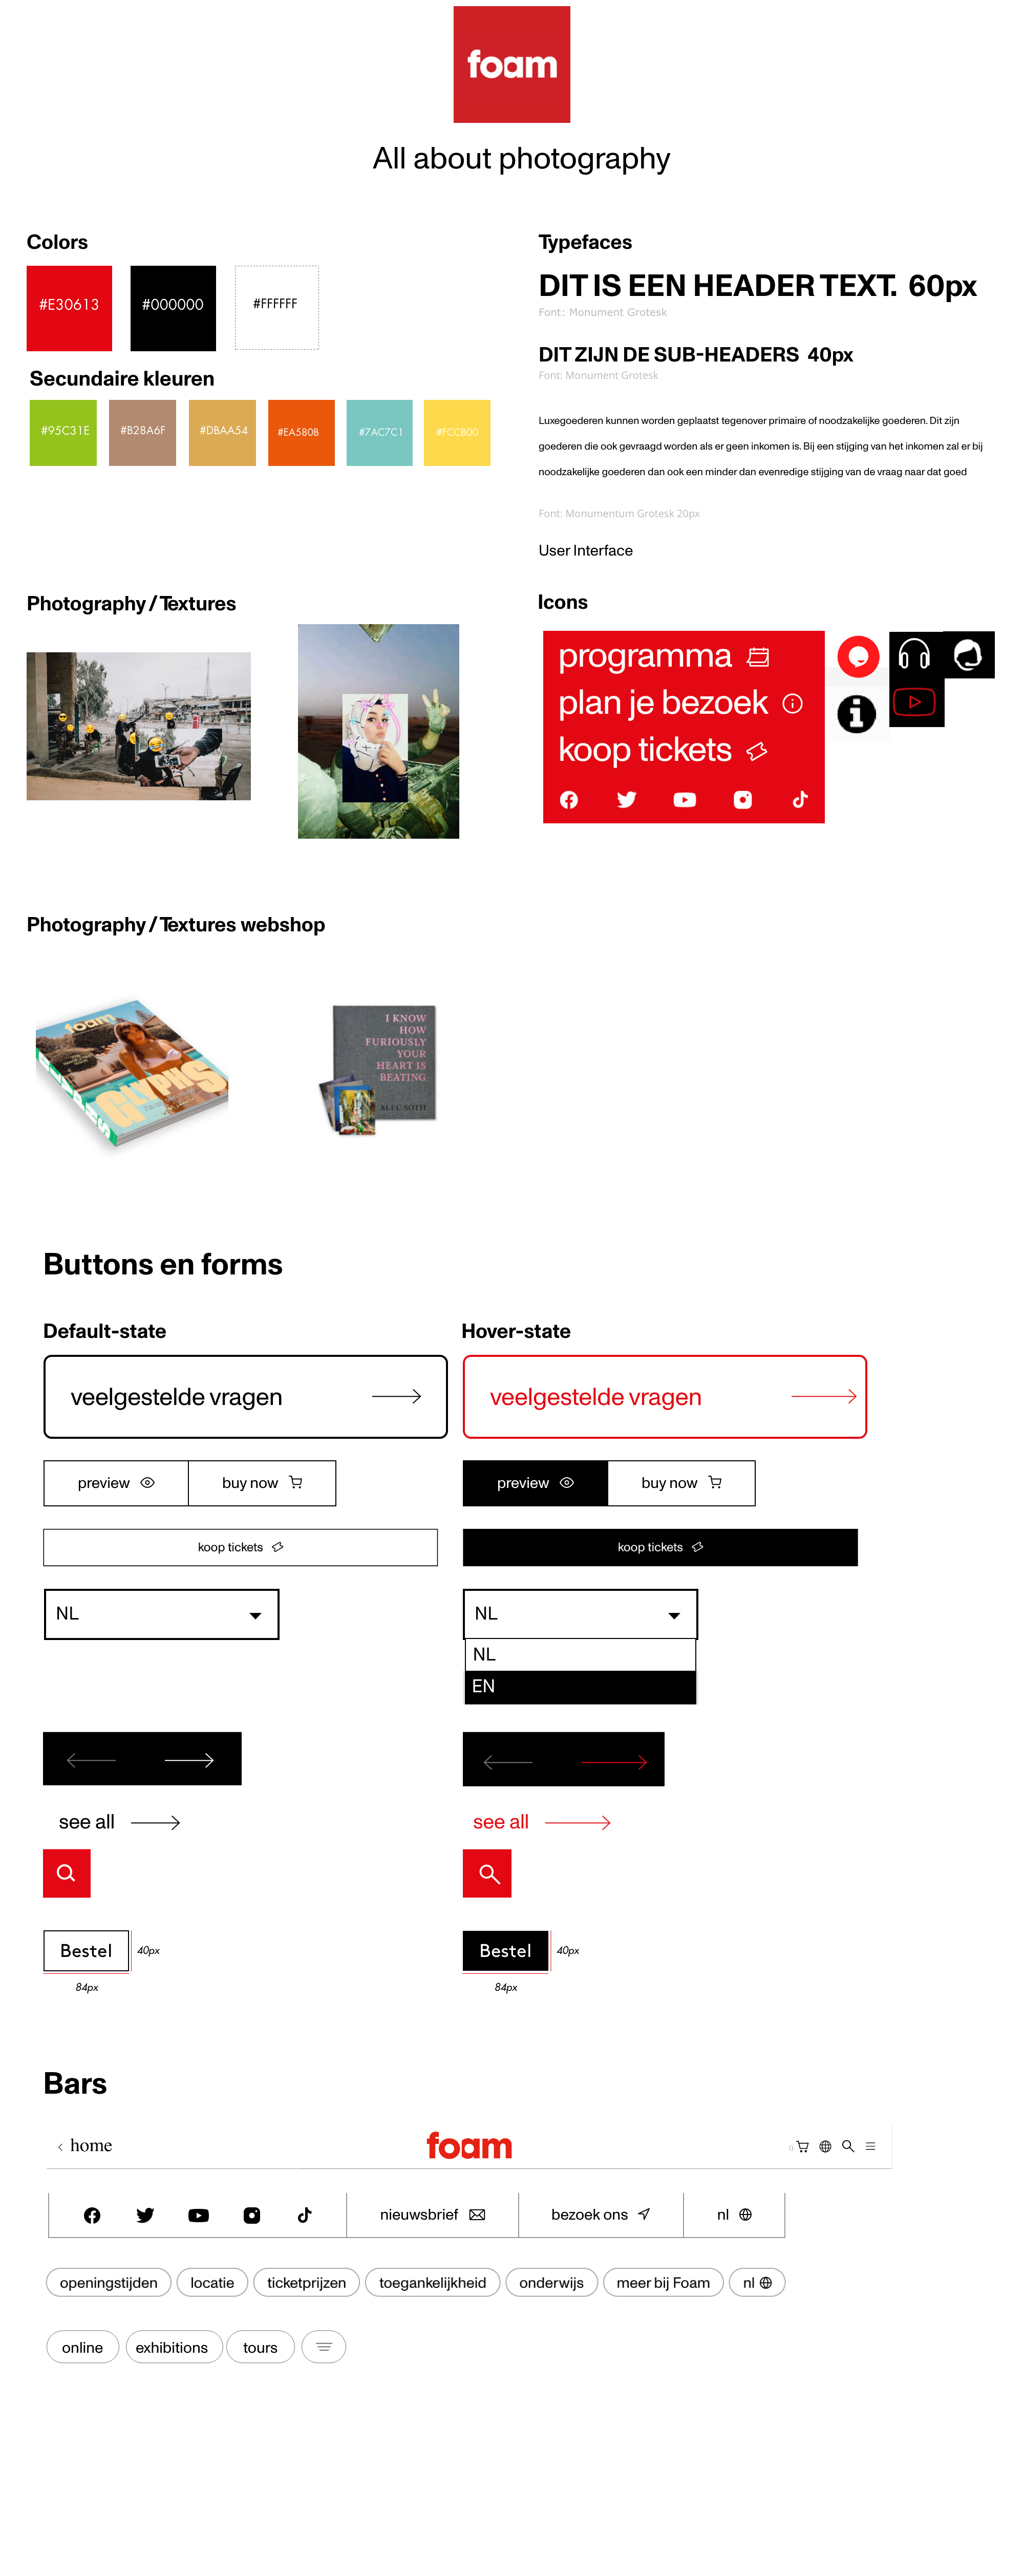 foam
All about photography
Colors
#E30613
#000000
#FFFFFF
Secundaire kleuren
#95C31E
#B28A6F
#DBAA54
#EA580B
#7AC7C1
#FCCB00
Typefaces
DIT IS EEN HEADER TEXT. 60px
Font: Monument Grotesk
DIT ZIJN DE SUB-HEADERS 40px
Font: Monument Grotesk
Luxegoederen kunnen worden geplaatst tegenover primaire of noodzakelijke goederen. Dit zijn
goederen die ook gevraagd worden als er geen inkomen is. Bij een stijging van het inkomen zal er bij
noodzakelijke goederen dan ook een minder dan evenredige stijging van de vraag naar dat goed
Font: Monumentum Grotesk 20px
User Interface
Photography / Textures
Icons
programma
plan je bezoek
koop tickets
Photography / Textures webshop
foam
GLYPHS
I KNOW
HOW
FURIOUSLY
YOUR
HEART IS
BEATING
ALEC SOTH
Buttons en forms
Default-state
Hover-state
veelgestelde vragen
veelgestelde vragen
preview
buy now
preview
buy now
koop tickets
koop tickets
NL
NL
NL
EN
see all
see all
Bestel
40px
84px
Bestel
40px
84px
Bars
home
foam
0
nieuwsbrief
bezoek ons
nl
openingstijden
locatie
ticketprijzen
toegankelijkheid
onderwijs
meer bij Foam
nl
online
exhibitions
tours